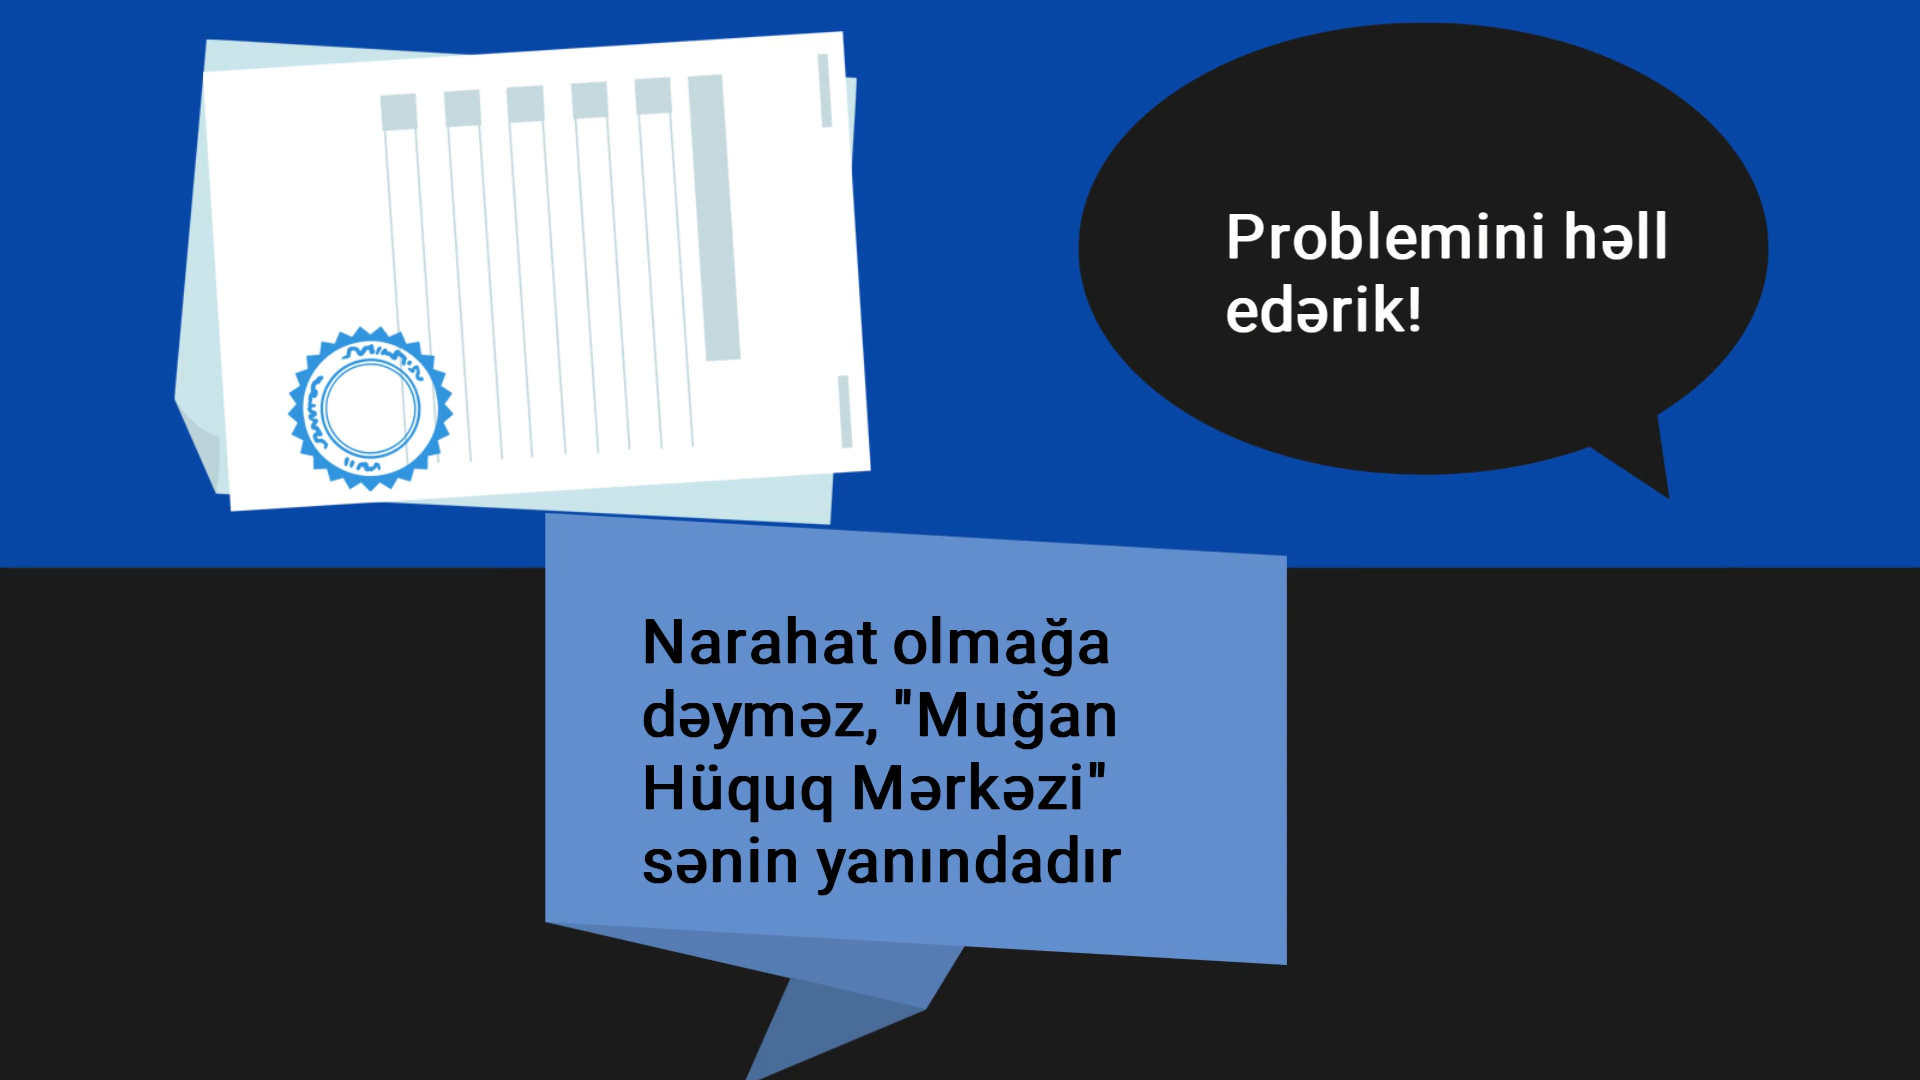 Problemini həll
edərik!
Narahat olmağa
dəyməz, "Muğan
Hüquq Mərkəzi"
sənin yanındadır